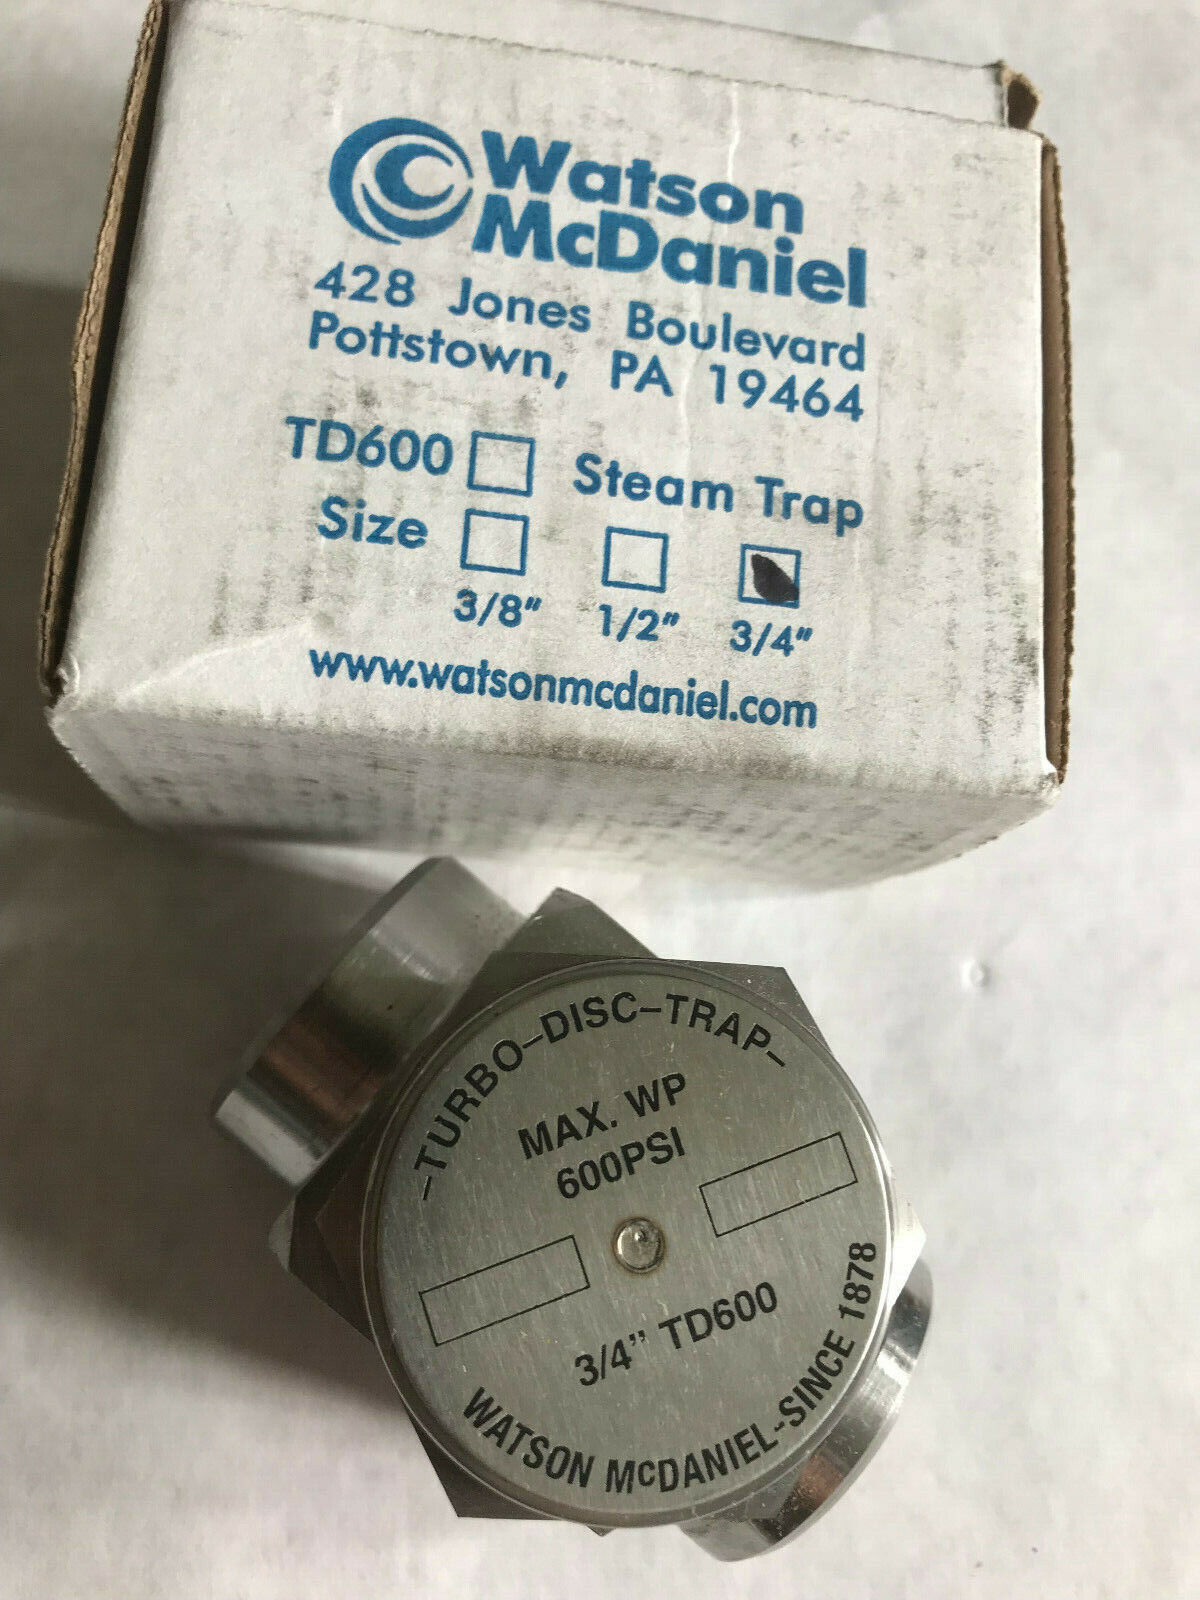 Watson
McDaniel
428 Jones Boulevard
Pottstown, PA 19464
TD600 Steam Trap
Size
3/8" 1/2" 3/4"
www.watsonmcdaniel.com
-TURBO-DISC-TRAP-
MAX. WP
600PSI
3/4" TD600
WATSON McDANIEL-SINCE 1878